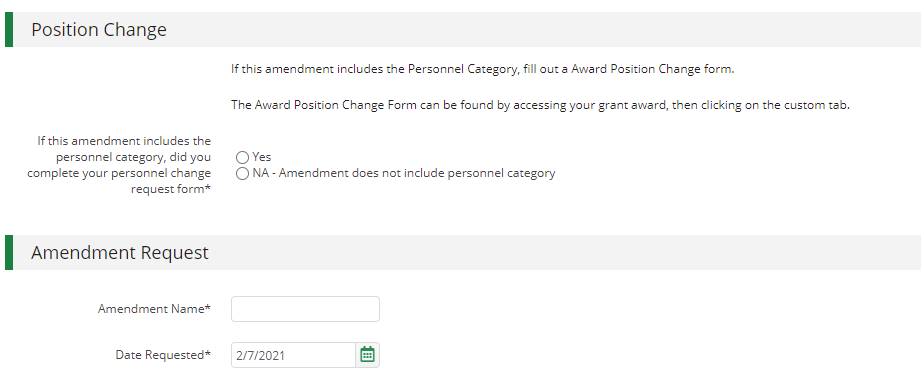 Position Change
If this amendment includes the Personnel Category, fill out a Award Position Change form.
The Award Position Change Form can be found by accessing your grant award, then clicking on the custom tab.
If this amendment includes the
personnel category, did you
complete your personnel change
request form*
Yes
NA - Amendment does not include personnel category
Amendment Request
Amendment Name*
Date Requested*
2/7/2021